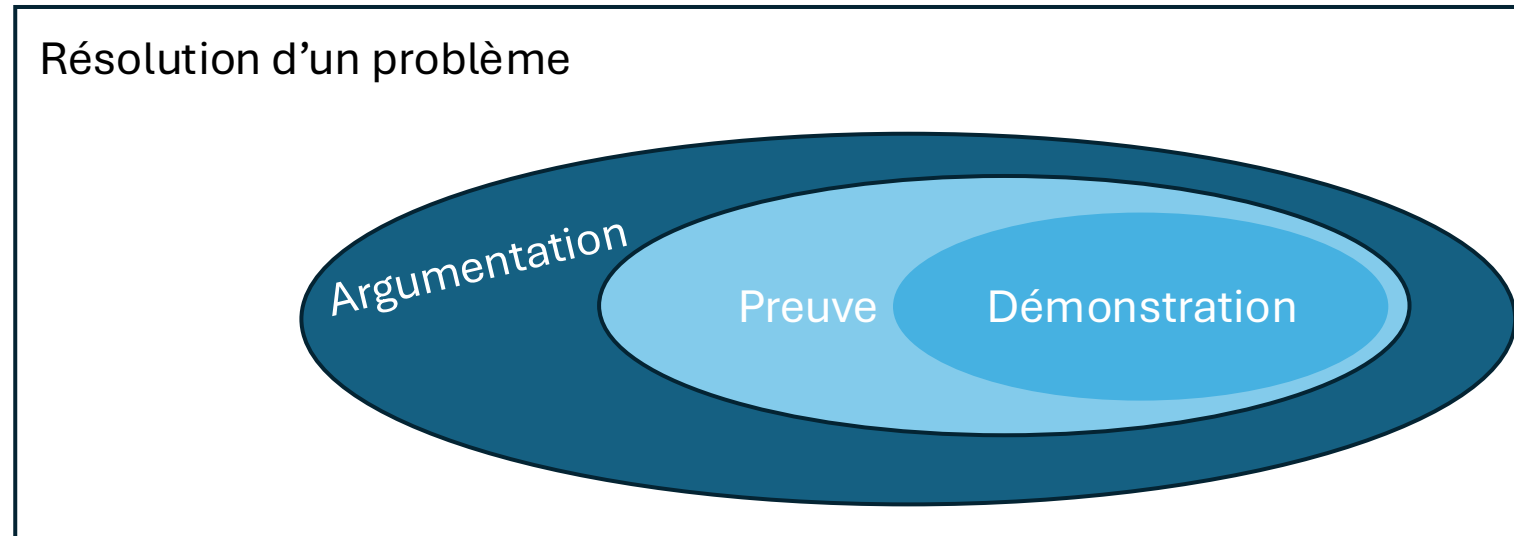 Résolution d’un problème
Argumentation
Preuve
Démonstration